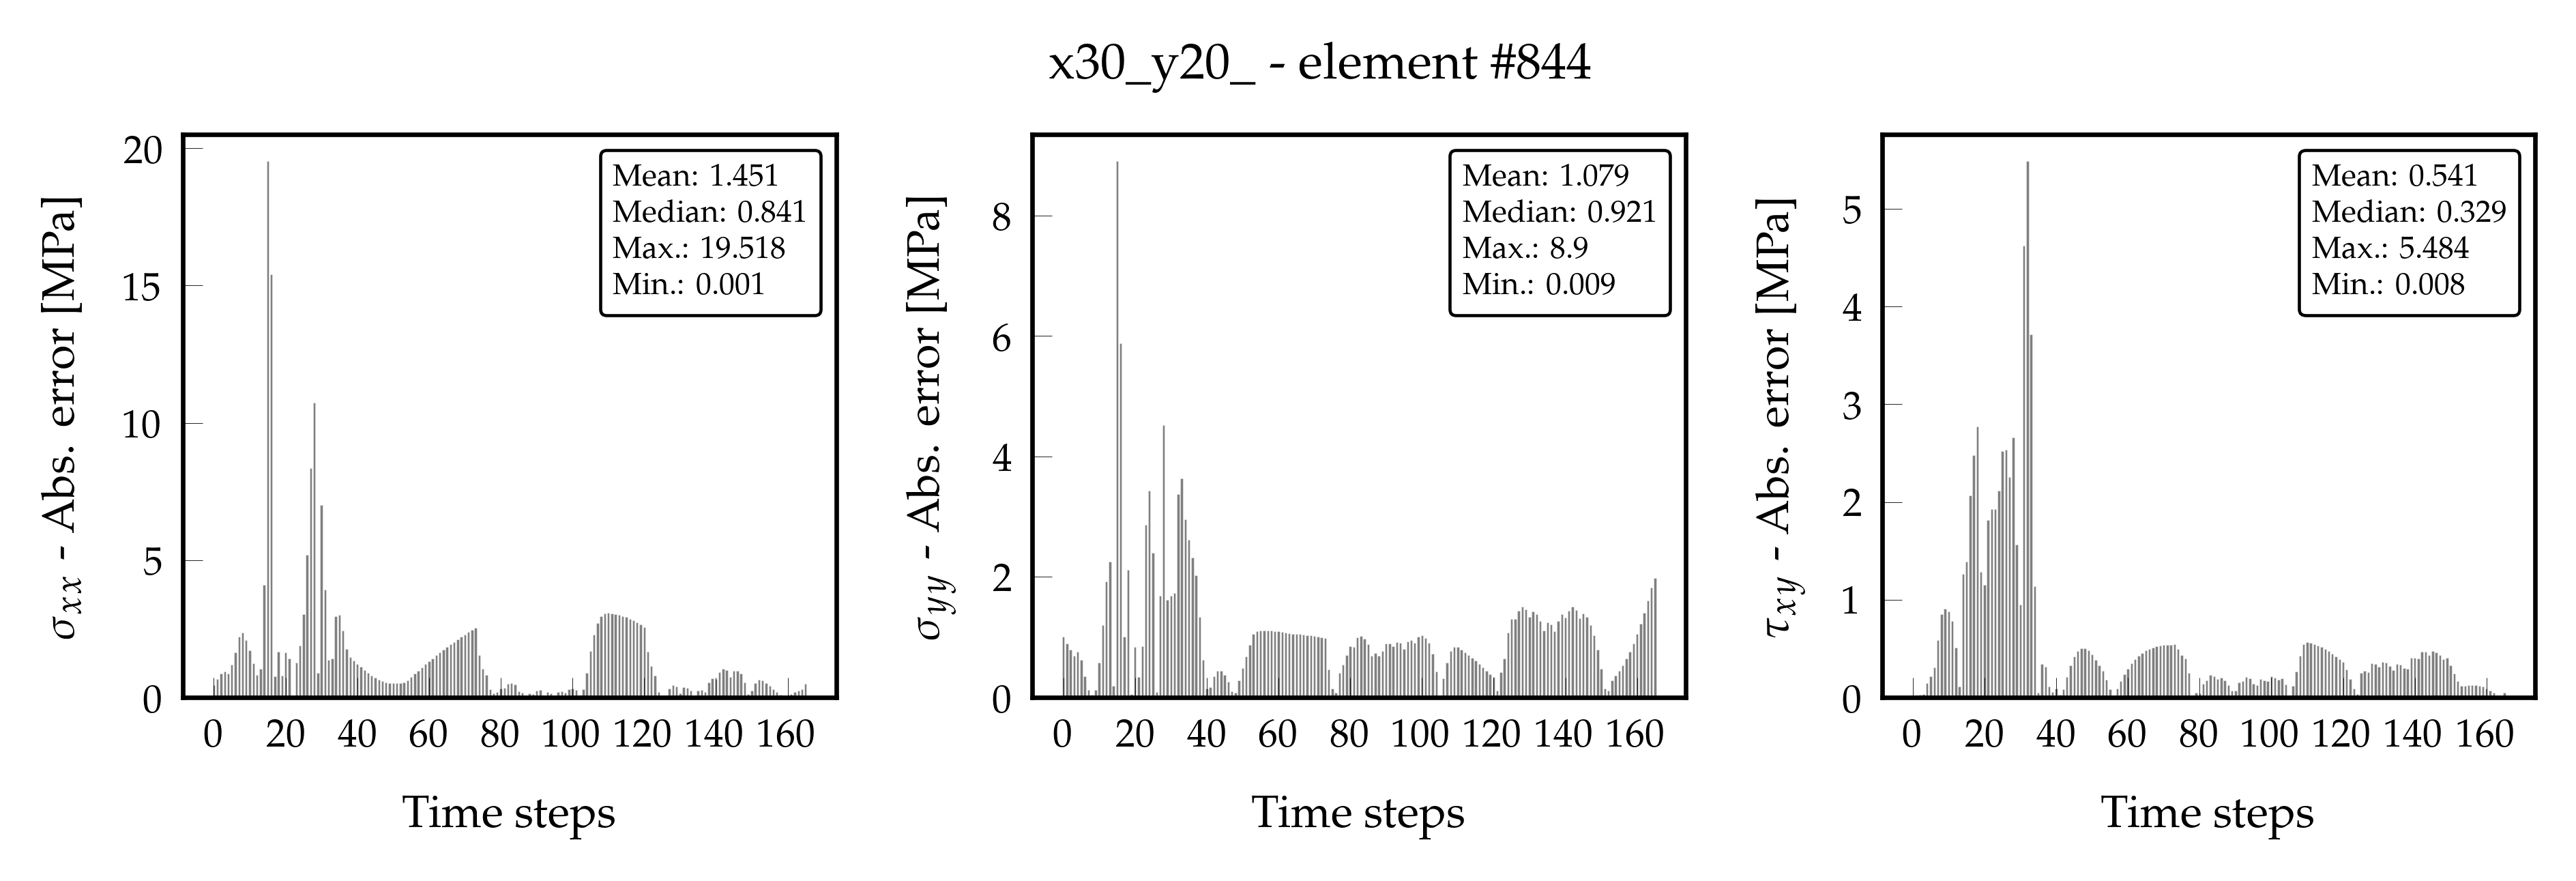 x30_y20_ - element #844
σxx - Abs. error [MPa]
20
15
10
5
0
Mean: 1.451
Median: 0.841
Max.: 19.518
Min.: 0.001
0 20 40 60 80 100 120 140 160
Time steps
σyy - Abs. error [MPa]
8
6
4
2
0
Mean: 1.079
Median: 0.921
Max.: 8.9
Min.: 0.009
0 20 40 60 80 100 120 140 160
Time steps
τxy - Abs. error [MPa]
5
4
3
2
1
0
Mean: 0.541
Median: 0.329
Max.: 5.484
Min.: 0.008
0 20 40 60 80 100 120 140 160
Time steps